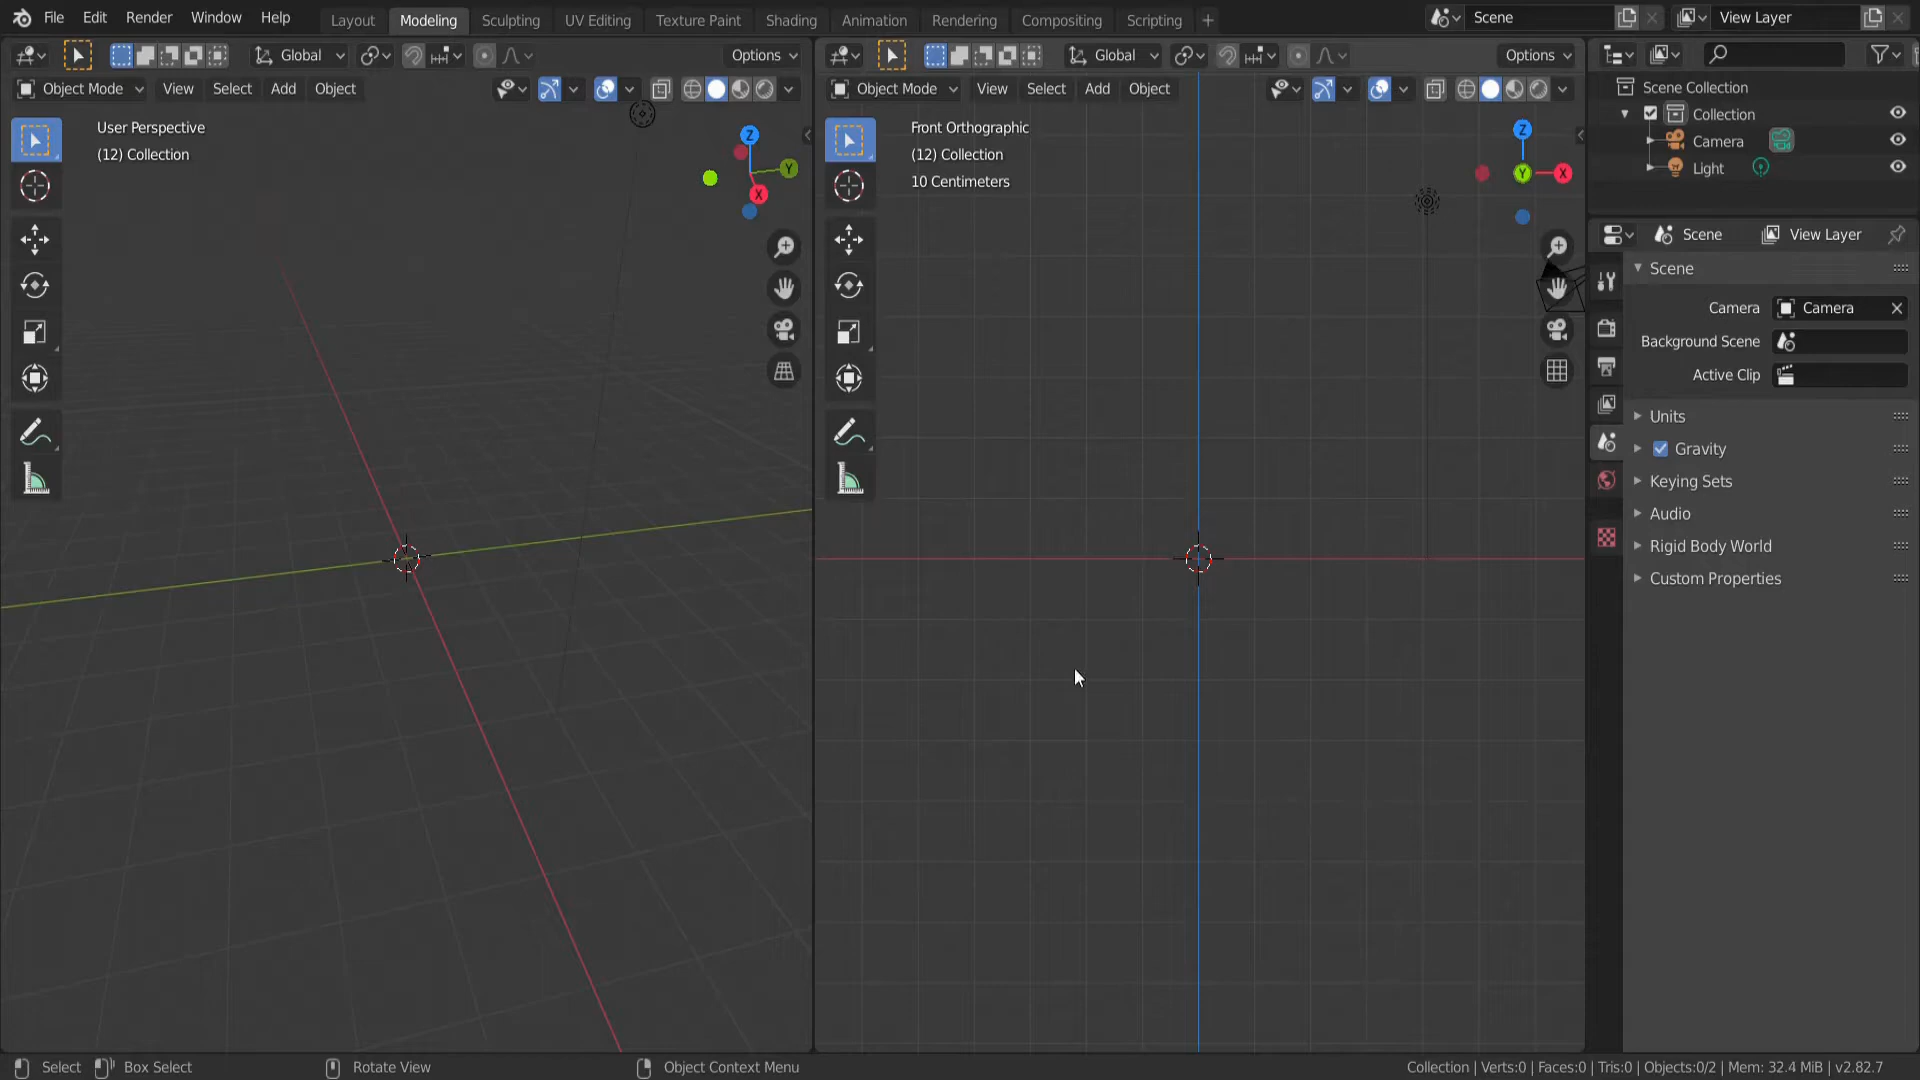 File Edit Render Window Help Layout Modeling Sculpting UV Editing Texture Paint Shading Animation Rendering Compositing Scripting + Scene View Layer
Global Options Global Options
Object Mode View Select Add Object Object Mode View Select Add Object
Scene Collection
Collection
Camera
Light
User Perspective
(12) Collection
Z
Y
X
Front Orthographic
(12) Collection
10 Centimeters
Z
Y
X
Scene View Layer
Scene
Camera Camera
Background Scene
Active Clip
Units
Gravity
Keying Sets
Audio
Rigid Body World
Custom Properties
Select Box Select Rotate View Object Context Menu Collection | Verts:0 | Faces:0 | Tris:0 | Objects:0/2 | Mem: 32.4 MiB | v2.82.7